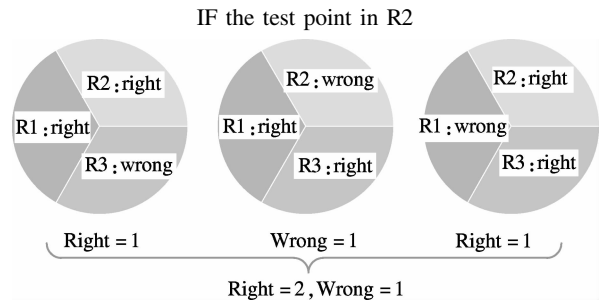 IF the test point in R2
R2:right
R1:right
R3:wrong
R2:wrong
R1:right
R3:right
R2:right
R1:wrong
R3:right
Right=1
Wrong=1
Right=1
Right=2,Wrong=1